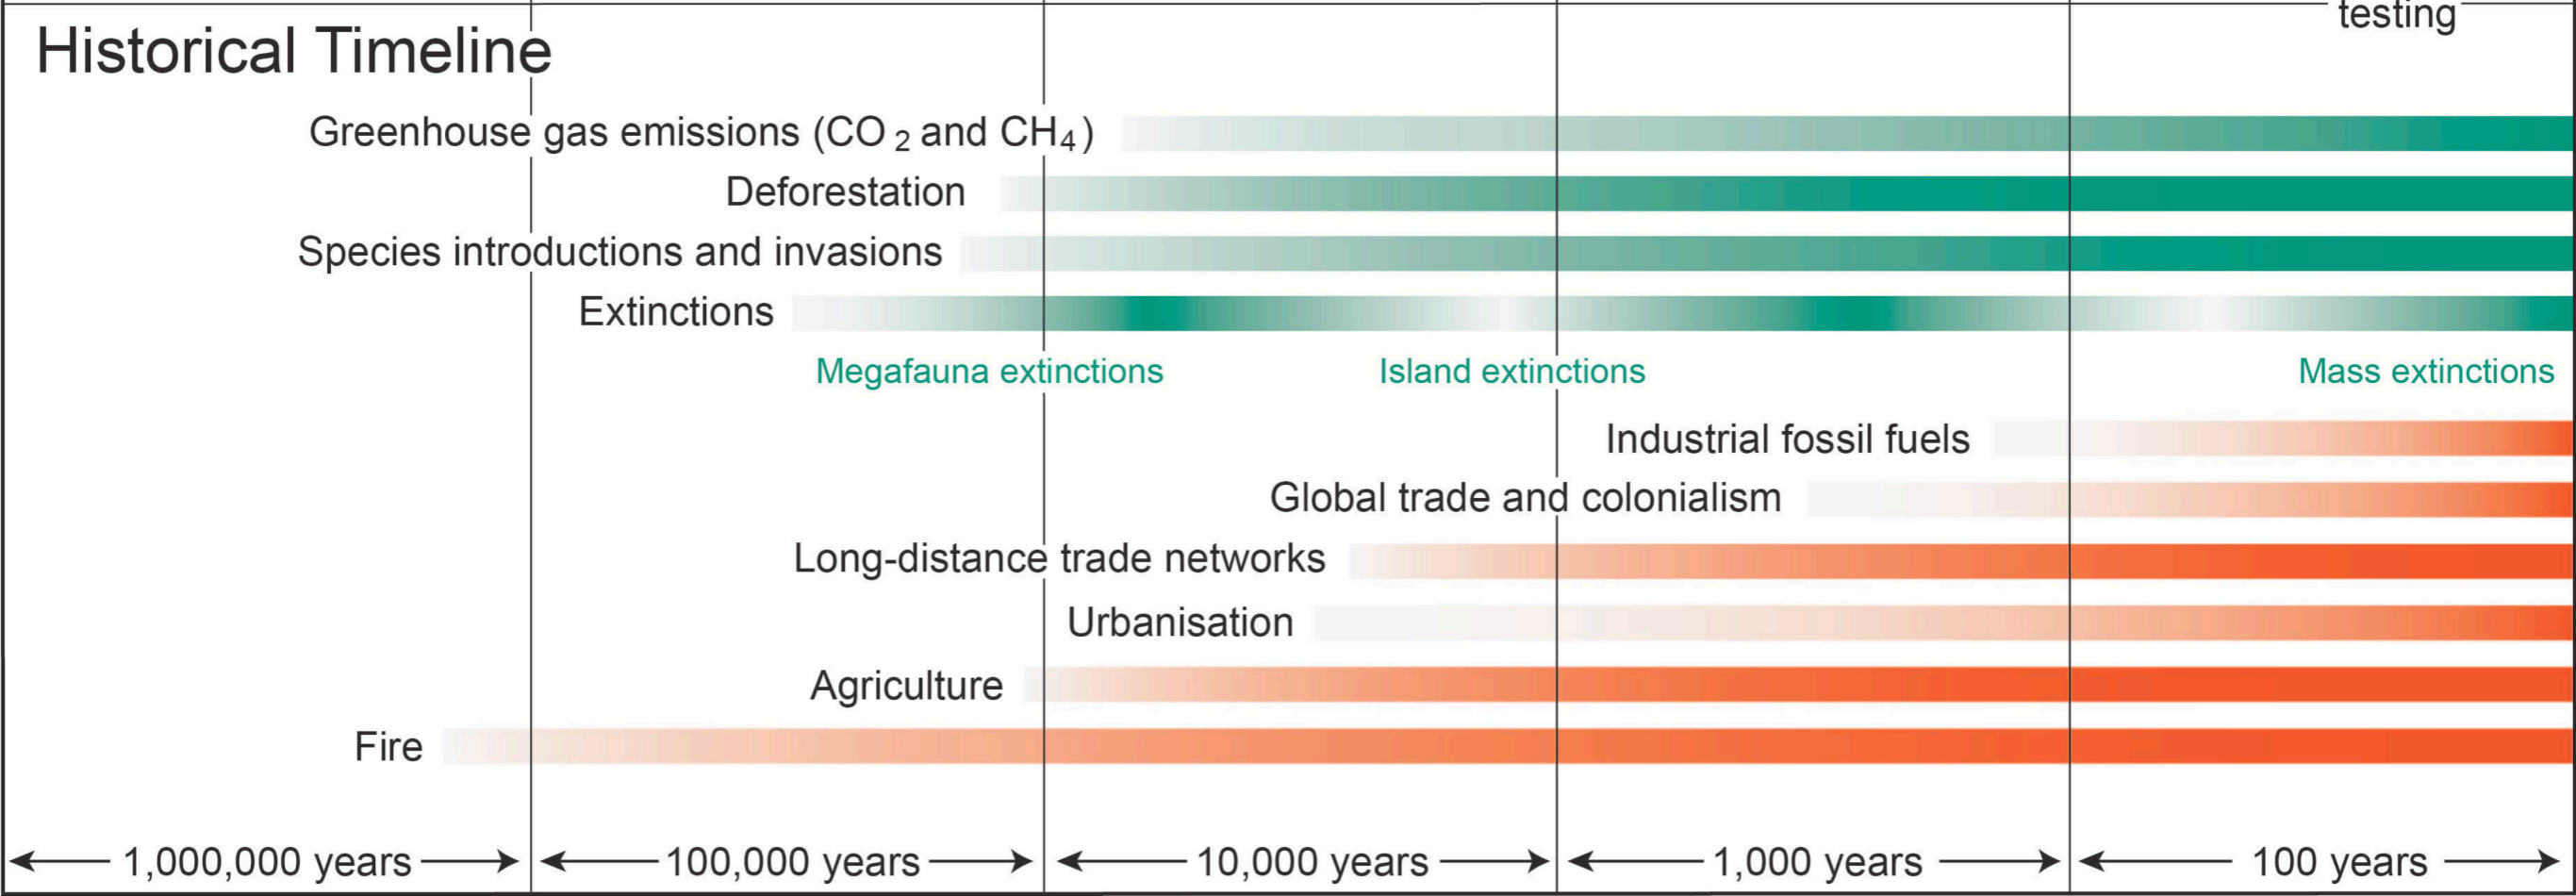 testing
Historical Timeline
Greenhouse gas emissions (CO₂ and CH₄)
Deforestation
Species introductions and invasions
Extinctions
Megafauna extinctions
Island extinctions
Mass extinctions
Industrial fossil fuels
Global trade and colonialism
Long-distance trade networks
Urbanisation
Agriculture
Fire
1,000,000 years
100,000 years
10,000 years
1,000 years
100 years